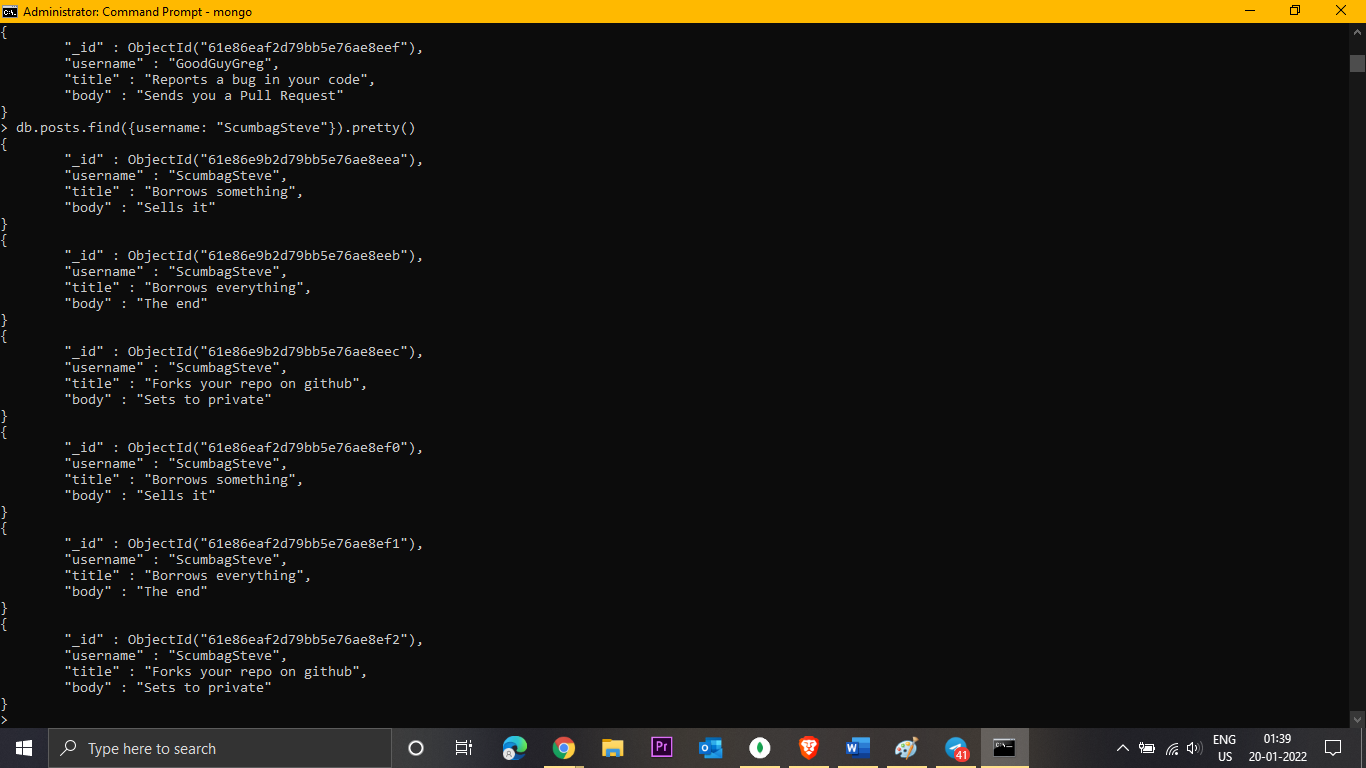 Administrator: Command Prompt - mongo
{
"_id" : ObjectId("61e86eaf2d79bb5e76ae8eef"),
"username" : "GoodGuyGreg",
"title" : "Reports a bug in your code",
"body" : "Sends you a Pull Request"
}
> db.posts.find({username: "ScumbagSteve"}).pretty()
{
"_id" : ObjectId("61e86e9b2d79bb5e76ae8eea"),
"username" : "ScumbagSteve",
"title" : "Borrows something",
"body" : "Sells it"
}
{
"_id" : ObjectId("61e86e9b2d79bb5e76ae8eeb"),
"username" : "ScumbagSteve",
"title" : "Borrows everything",
"body" : "The end"
}
{
"_id" : ObjectId("61e86e9b2d79bb5e76ae8eec"),
"username" : "ScumbagSteve",
"title" : "Forks your repo on github",
"body" : "Sets to private"
}
{
"_id" : ObjectId("61e86eaf2d79bb5e76ae8ef0"),
"username" : "ScumbagSteve",
"title" : "Borrows something",
"body" : "Sells it"
}
{
"_id" : ObjectId("61e86eaf2d79bb5e76ae8ef1"),
"username" : "ScumbagSteve",
"title" : "Borrows everything",
"body" : "The end"
}
{
"_id" : ObjectId("61e86eaf2d79bb5e76ae8ef2"),
"username" : "ScumbagSteve",
"title" : "Forks your repo on github",
"body" : "Sets to private"
}
>
Type here to search
Pr
41
ENG
US
01:39
20-01-2022